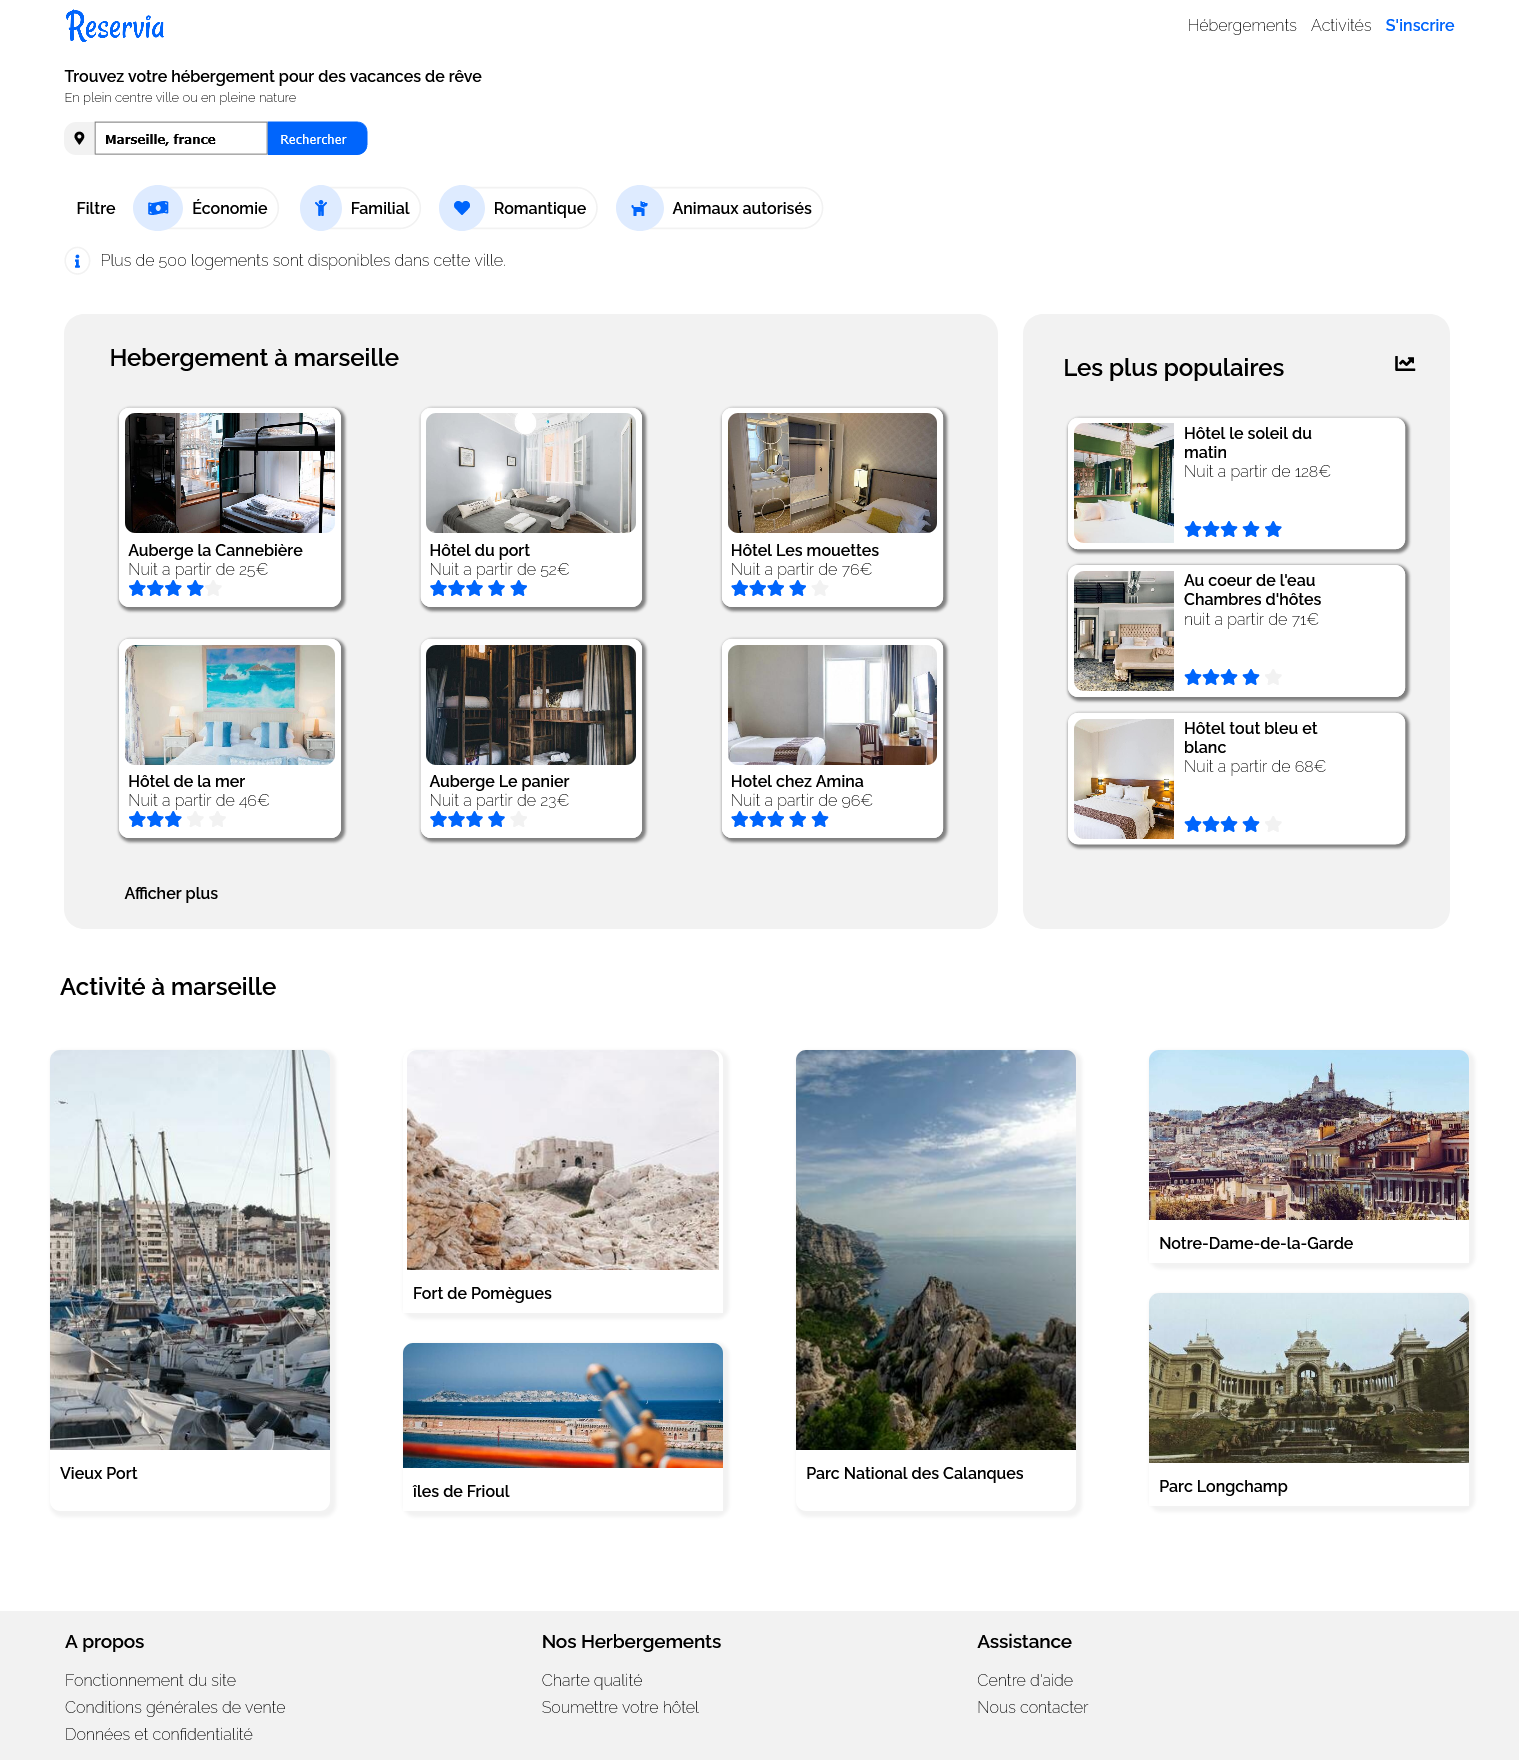 Reservia
Hébergements Activités S'inscrire
Trouvez votre hébergement pour des vacances de rêve
En plein centre ville ou en pleine nature
Marseille, france Rechercher
Filtre Économie Familial Romantique Animaux autorisés
Plus de 500 logements sont disponibles dans cette ville.
Hebergement à marseille
Auberge la Cannebière
Nuit a partir de 25€
Hôtel du port
Nuit a partir de 52€
Hôtel Les mouettes
Nuit a partir de 76€
Hôtel de la mer
Nuit a partir de 46€
Auberge Le panier
Nuit a partir de 23€
Hotel chez Amina
Nuit a partir de 96€
Afficher plus
Les plus populaires
Hôtel le soleil du
matin
Nuit a partir de 128€
Au coeur de l'eau
Chambres d'hôtes
nuit a partir de 71€
Hôtel tout bleu et
blanc
Nuit a partir de 68€
Activité à marseille
Vieux Port
Fort de Pomègues
îles de Frioul
Parc National des Calanques
Notre-Dame-de-la-Garde
Parc Longchamp
A propos
Fonctionnement du site
Conditions générales de vente
Données et confidentialité
Nos Herbergements
Charte qualité
Soumettre votre hôtel
Assistance
Centre d'aide
Nous contacter